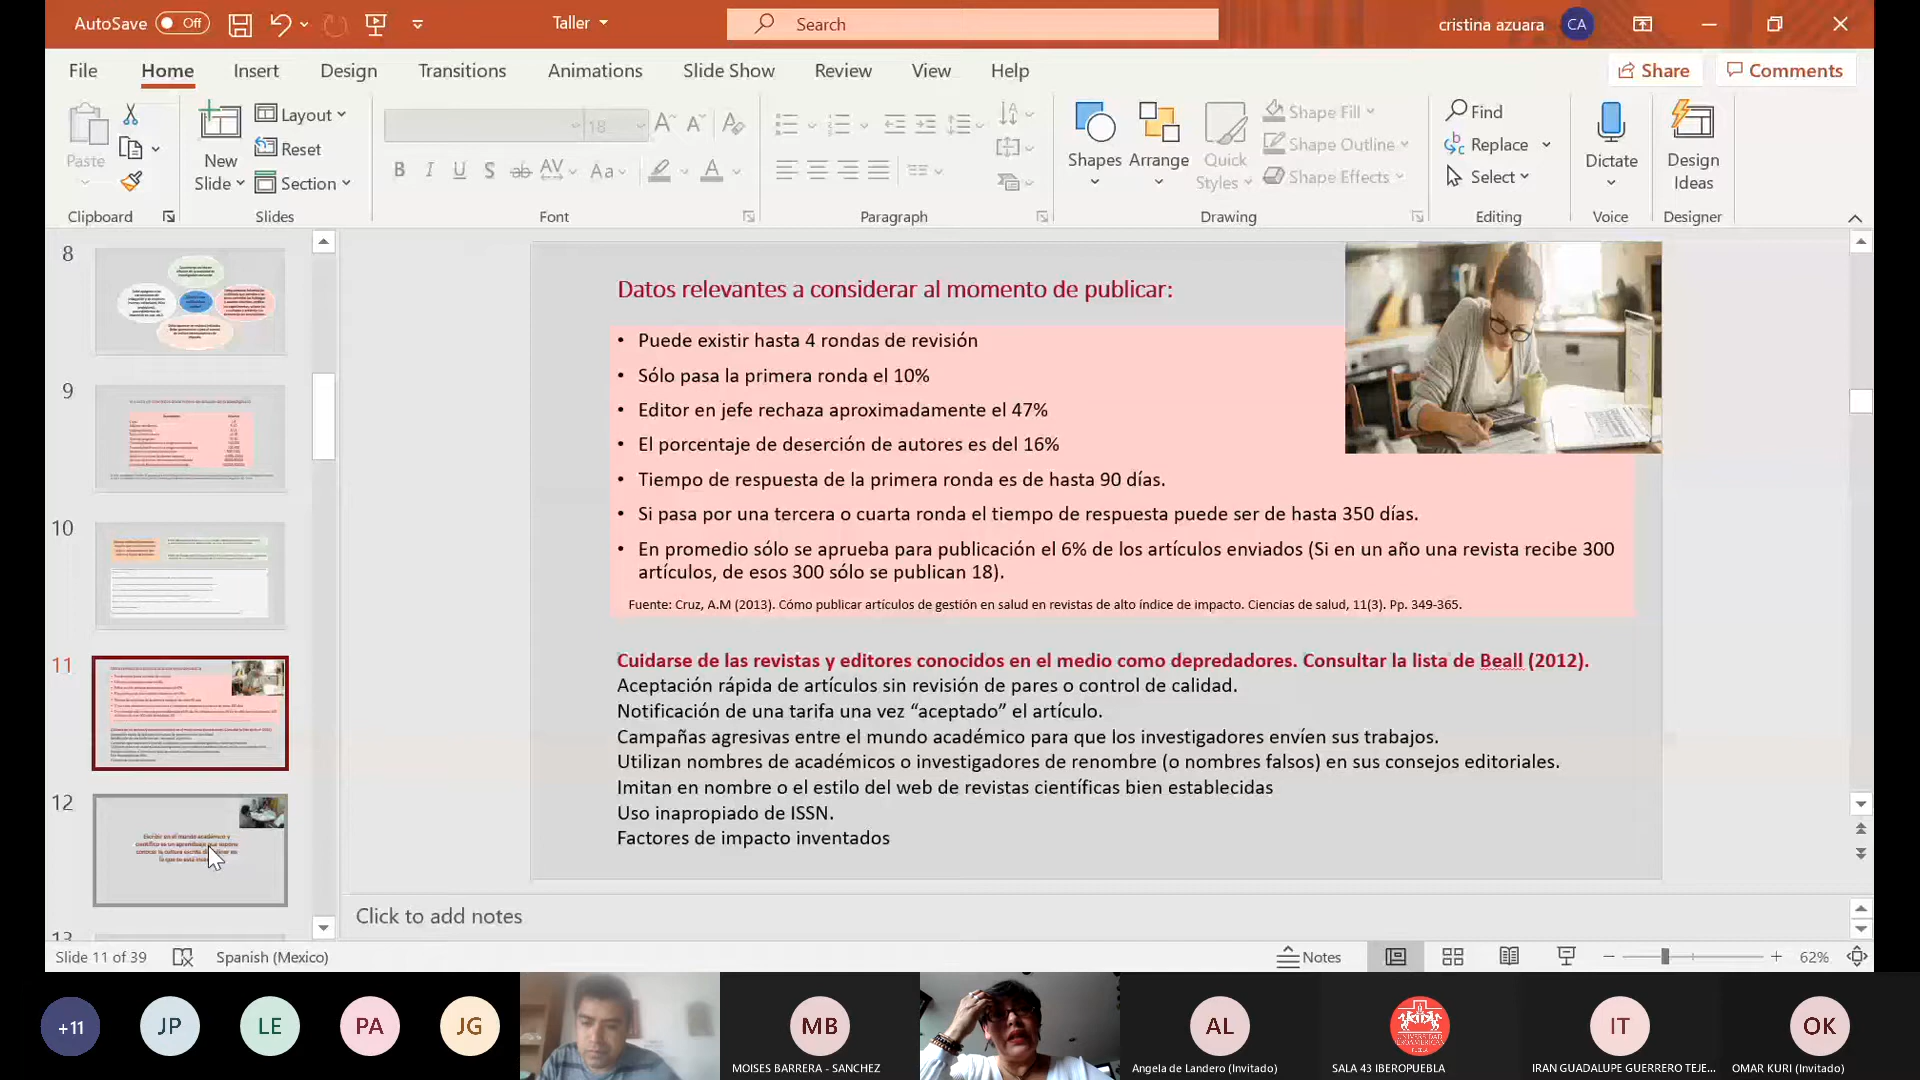 AutoSave Off
Taller
Search
cristina azuara
CA
File
Home
Insert
Design
Transitions
Animations
Slide Show
Review
View
Help
Share
Comments
Paste
New
Slide
Layout
Reset
Section
18
Shapes
Arrange
Quick
Styles
Shape Fill
Shape Outline
Shape Effects
Find
Replace
Select
Dictate
Design
Ideas
Clipboard
Slides
Font
Paragraph
Drawing
Editing
Voice
Designer
8
9
10
11
12
13
Datos relevantes a considerar al momento de publicar:
• Puede existir hasta 4 rondas de revisión
• Sólo pasa la primera ronda el 10%
• Editor en jefe rechaza aproximadamente el 47%
• El porcentaje de deserción de autores es del 16%
• Tiempo de respuesta de la primera ronda es de hasta 90 días.
• Si pasa por una tercera o cuarta ronda el tiempo de respuesta puede ser de hasta 350 días.
• En promedio sólo se aprueba para publicación el 6% de los artículos enviados (Si en un año una revista recibe 300
artículos, de esos 300 sólo se publican 18).
Fuente: Cruz, A.M (2013). Cómo publicar artículos de gestión en salud en revistas de alto índice de impacto. Ciencias de salud, 11(3). Pp. 349-365.
Cuidarse de las revistas y editores conocidos en el medio como depredadores. Consultar la lista de Beall (2012).
Aceptación rápida de artículos sin revisión de pares o control de calidad.
Notificación de una tarifa una vez “aceptado” el artículo.
Campañas agresivas entre el mundo académico para que los investigadores envíen sus trabajos.
Utilizan nombres de académicos o investigadores de renombre (o nombres falsos) en sus consejos editoriales.
Imitan en nombre o el estilo del web de revistas científicas bien establecidas
Uso inapropiado de ISSN.
Factores de impacto inventados
Click to add notes
Slide 11 of 39
Spanish (Mexico)
Notes
62%
+11
JP
LE
PA
JG
MB
MOISES BARRERA - SANCHEZ
AL
Angela de Landero (Invitado)
SALA 43 IBEROPUEBLA
IT
IRAN GUADALUPE GUERRERO TEJE...
OK
OMAR KURI (Invitado)